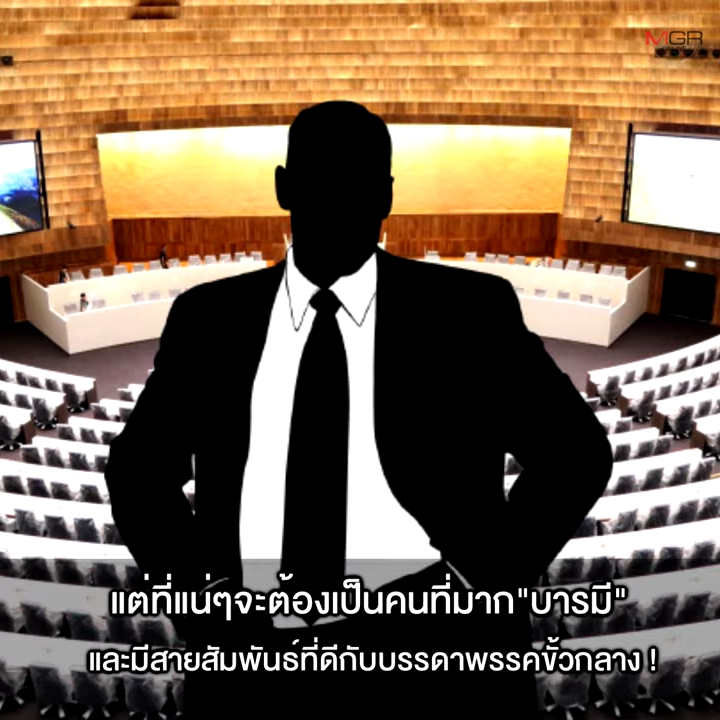 MGR
แต่ที่แน่ๆจะต้องเป็นคนที่มาก"บารมี"
และมีสายสัมพันธ์ที่ดีกับบรรดาพรรคขั้วกลาง !